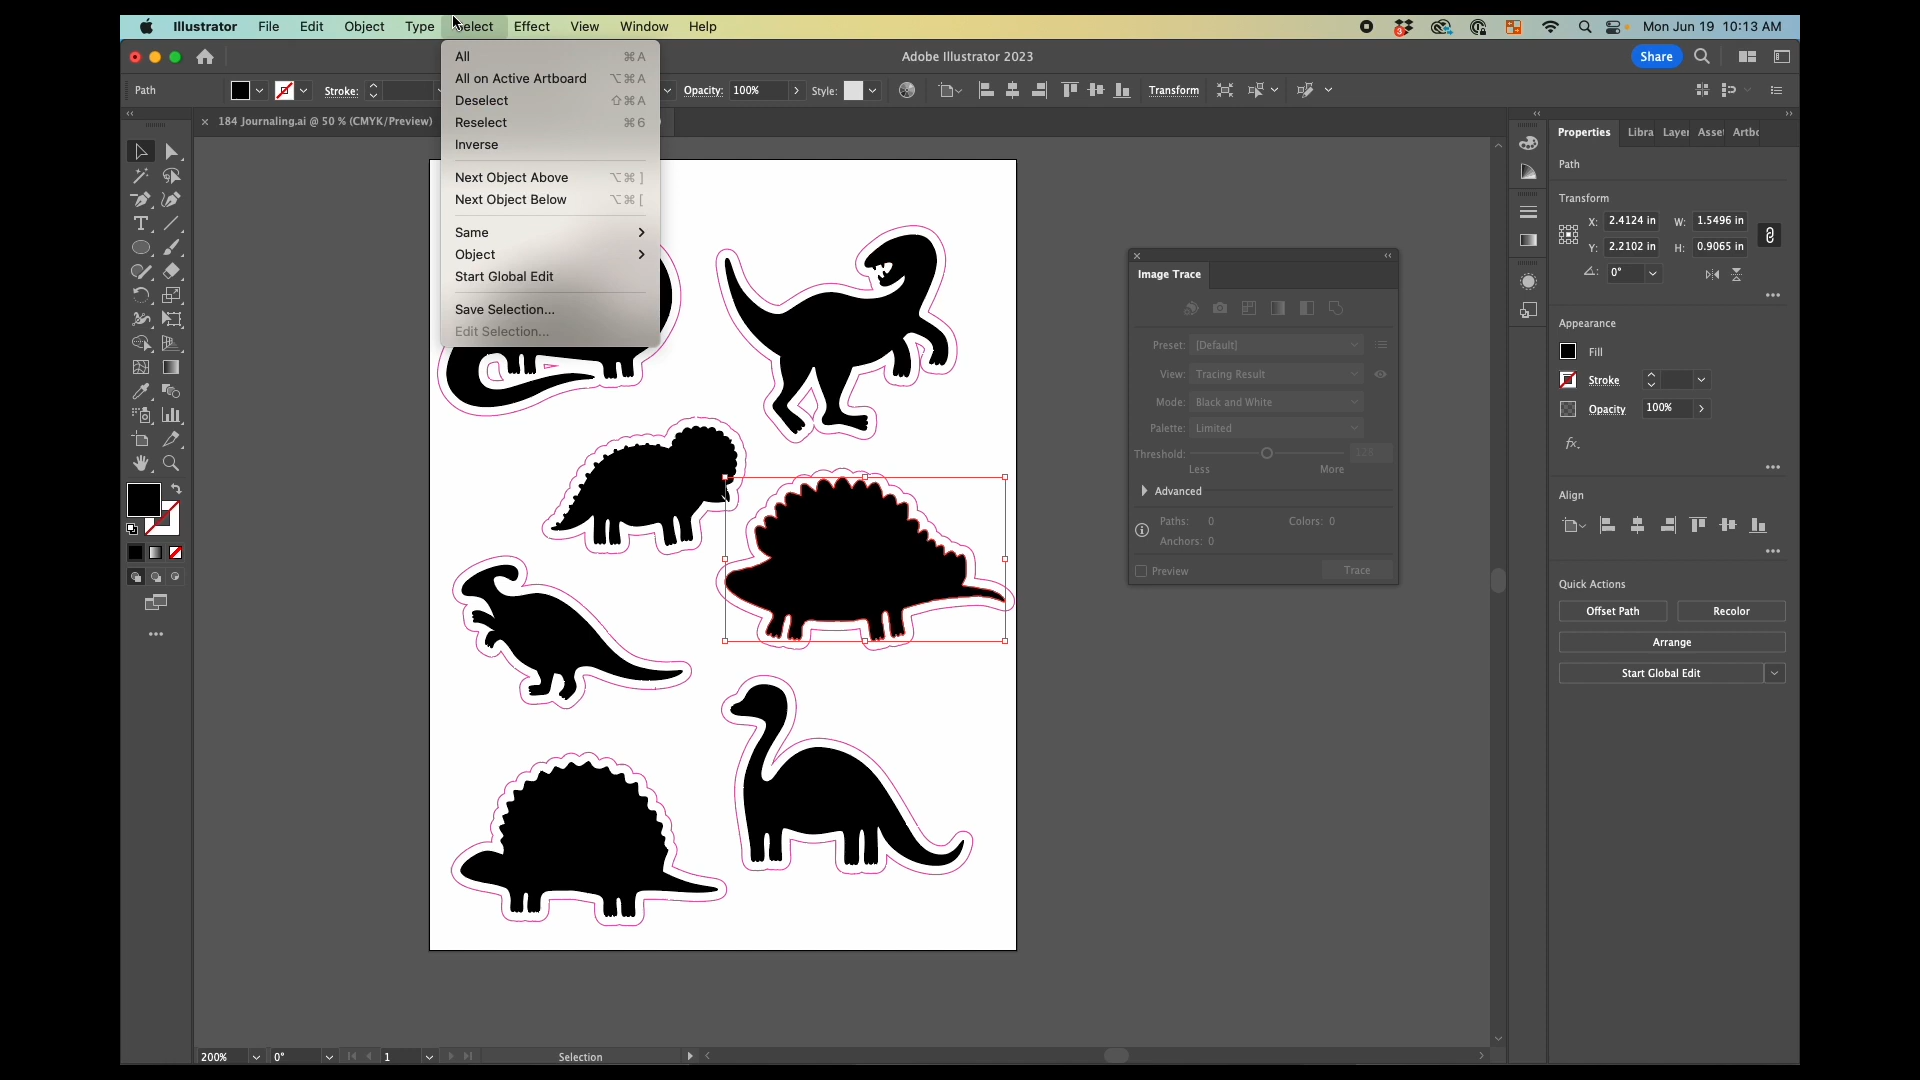 Illustrator File Edit Object Type Select Effect View Window Help
3
Mon Jun 19 10:13 AM
Adobe Illustrator 2023
Share
Path
Stroke:
Opacity: 100%
Style:
Transform
× 184 Journaling.ai @ 50 % (CMYK/Preview)
All ⌘A
All on Active Artboard ⌥⌘A
Deselect ⇧⌘A
Reselect ⌘6
Inverse
Next Object Above ⌥⌘]
Next Object Below ⌥⌘[
Same
Object
Start Global Edit
Save Selection...
Edit Selection...
Image Trace
Preset: [Default]
View: Tracing Result
Mode: Black and White
Palette: Limited
Threshold: 128
Less More
Advanced
Paths: 0 Colors: 0
Anchors: 0
Preview Trace
Properties Libra Layer Asse Artbo
Path
Transform
X: 2.4124 in W: 1.5496 in
Y: 2.2102 in H: 0.9065 in
0°
Appearance
Fill
Stroke
Opacity 100%
fx.
Align
Quick Actions
Offset Path Recolor
Arrange
Start Global Edit
200% 0° 1 Selection